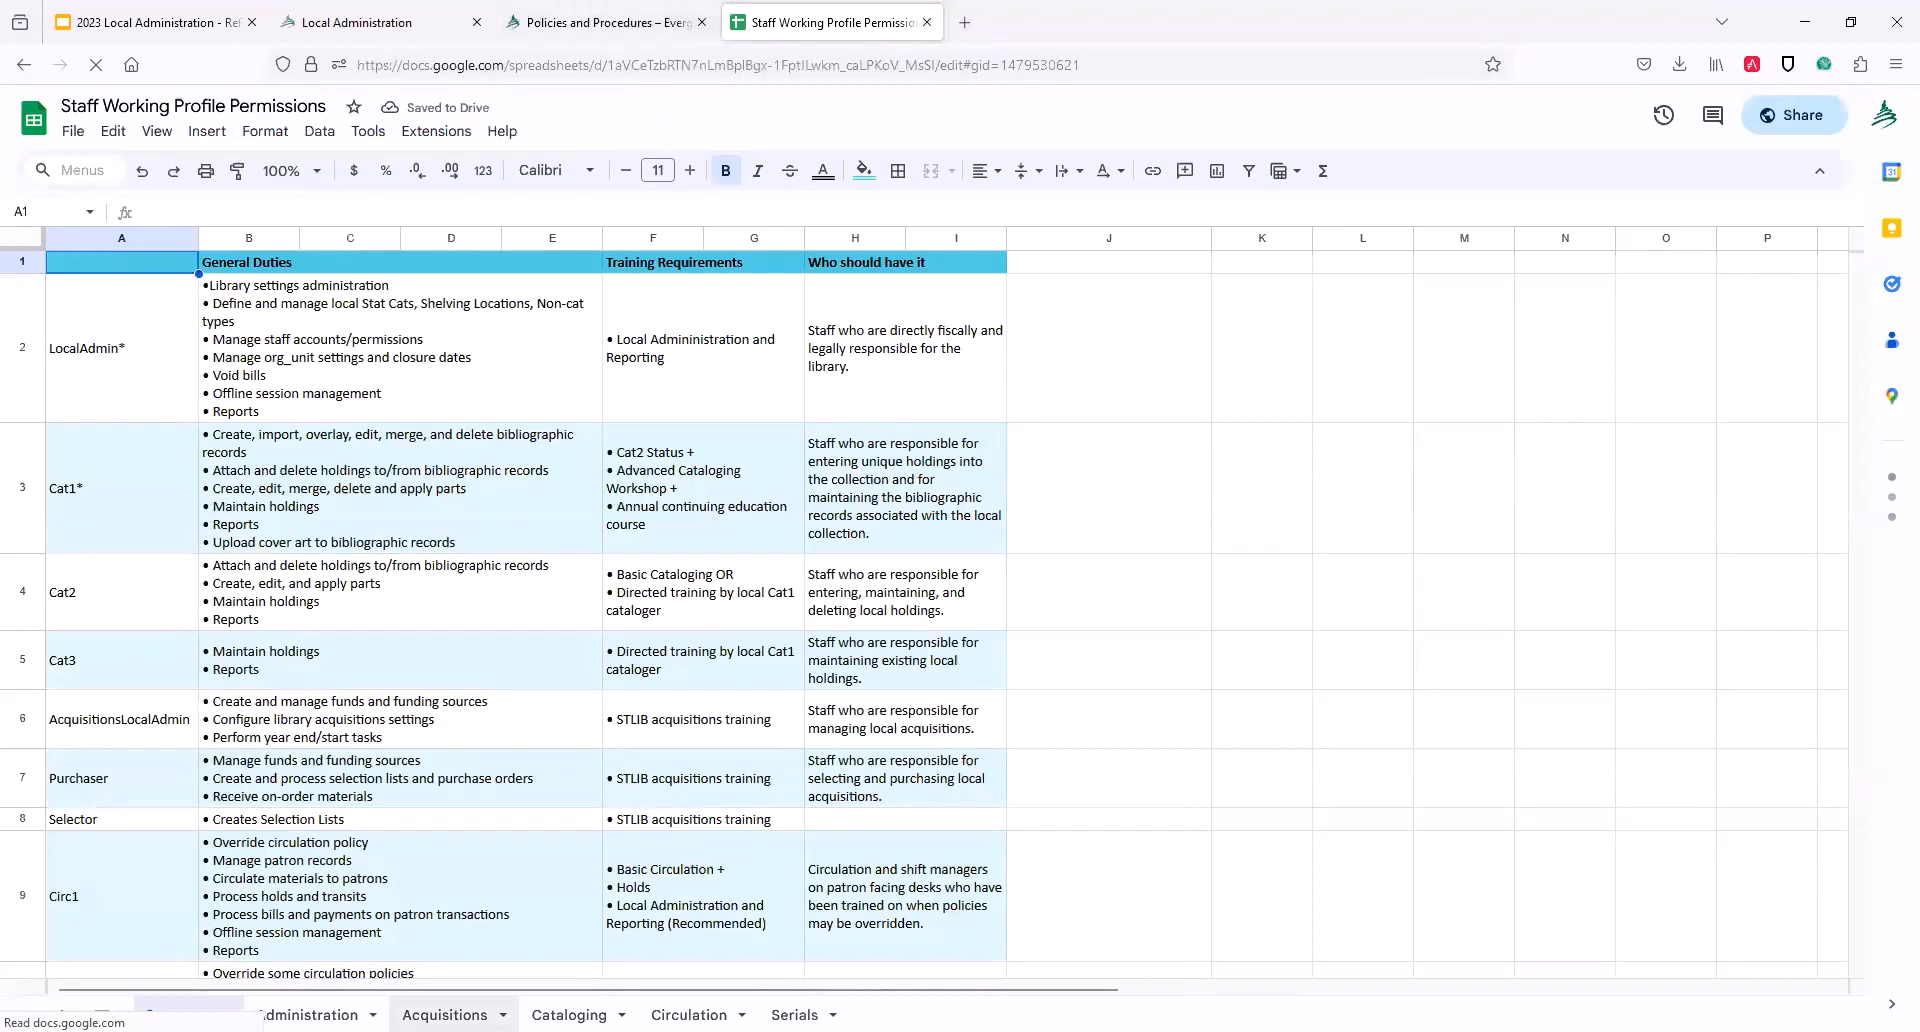 2023 Local Administration - Ref
Local Administration
Policies and Procedures – Everg
Staff Working Profile Permissio
https://docs.google.com/spreadsheets/d/1aVCeTzbRTN7nLmBpIBgx-1FptILwkm_caLPKoV_MsSI/edit#gid=1479530621
Staff Working Profile Permissions
Saved to Drive
File Edit View Insert Format Data Tools Extensions Help
Share
Menus 100% $ % .0 .00 123 Calibri 11 B I A
A1 fx
A B C D E F G H I J K L M N O P
1 General Duties Training Requirements Who should have it
2 LocalAdmin*
•Library settings administration
• Define and manage local Stat Cats, Shelving Locations, Non-cat
types
• Manage staff accounts/permissions
• Manage org_unit settings and closure dates
• Void bills
• Offline session management
• Reports
• Local Admininistration and
Reporting
Staff who are directly fiscally and
legally responsible for the
library.
3 Cat1*
• Create, import, overlay, edit, merge, and delete bibliographic
records
• Attach and delete holdings to/from bibliographic records
• Create, edit, merge, delete and apply parts
• Maintain holdings
• Reports
• Upload cover art to bibliographic records
• Cat2 Status +
• Advanced Cataloging
Workshop +
• Annual continuing education
course
Staff who are responsible for
entering unique holdings into
the collection and for
maintaining the bibliographic
records associated with the local
collection.
4 Cat2
• Attach and delete holdings to/from bibliographic records
• Create, edit, and apply parts
• Maintain holdings
• Reports
• Basic Cataloging OR
• Directed training by local Cat1
cataloger
Staff who are responsible for
entering, maintaining, and
deleting local holdings.
5 Cat3
• Maintain holdings
• Reports
• Directed training by local Cat1
cataloger
Staff who are responsible for
maintaining existing local
holdings.
6 AcquisitionsLocalAdmin
• Create and manage funds and funding sources
• Configure library acquisitions settings
• Perform year end/start tasks
• STLIB acquisitions training
Staff who are responsible for
managing local acquisitions.
7 Purchaser
• Manage funds and funding sources
• Create and process selection lists and purchase orders
• Receive on-order materials
• STLIB acquisitions training
Staff who are responsible for
selecting and purchasing local
acquisitions.
8 Selector
• Creates Selection Lists
• STLIB acquisitions training
9 Circ1
• Override circulation policy
• Manage patron records
• Circulate materials to patrons
• Process holds and transits
• Process bills and payments on patron transactions
• Offline session management
• Reports
• Basic Circulation +
• Holds
• Local Administration and
Reporting (Recommended)
Circulation and shift managers
on patron facing desks who have
been trained on when policies
may be overridden.
• Override some circulation policies
dministration Acquisitions Cataloging Circulation Serials
Read docs.google.com
31